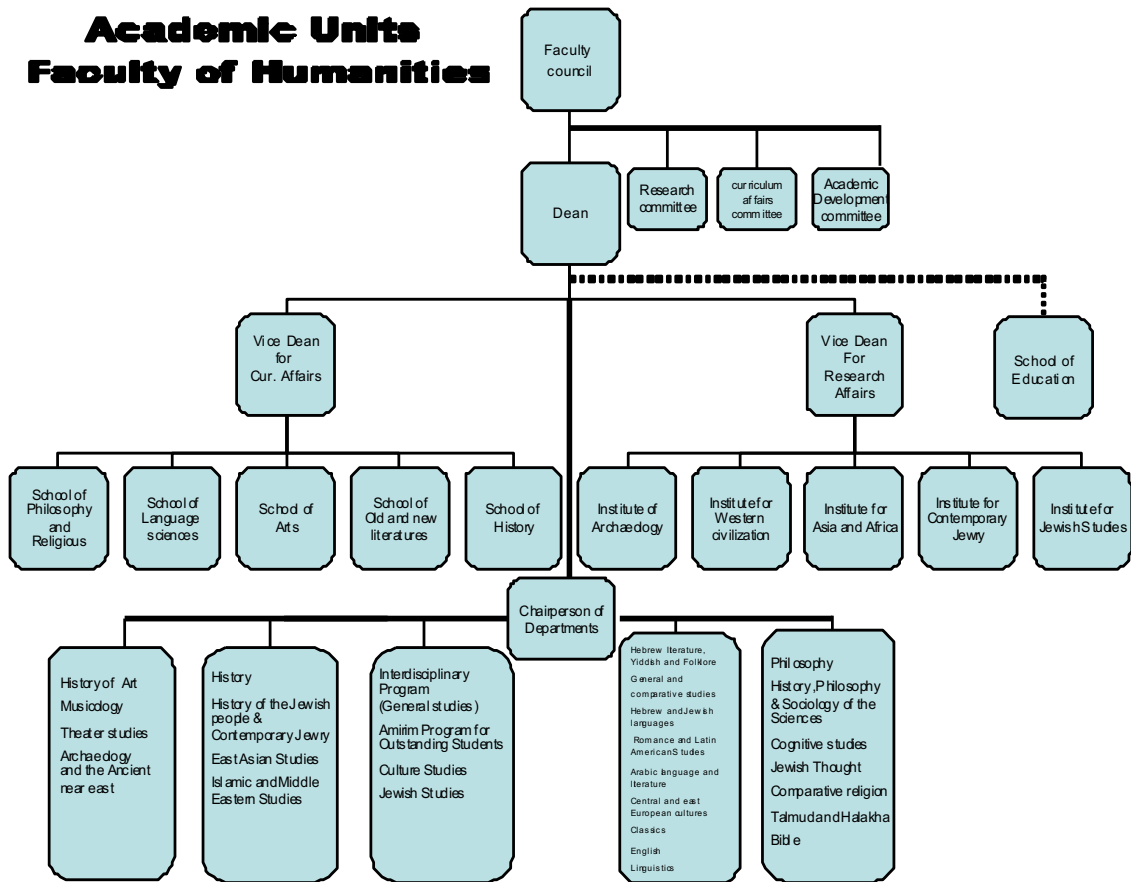 Academic Units
Faculty of Humanities
Faculty
council
Dean
Research
committee
curriculum
affairs
committee
Academic
Development
committee
Vice Dean
for
Cur. Affairs
Vice Dean
For
Research
Affairs
School of
Education
School of
Philosophy
and
Religious
School of
Language
sciences
School of
Arts
School of
Old and new
literatures
School of
History
Institute of
Archaeology
Institute for
Western
civilization
Institute for
Asia and Africa
Institute for
Contemporary
Jewry
Institute for
Jewish Studies
Chairperson of
Departments
History of Art
Musicology
Theater studies
Archaeology
and the Ancient
near east
History
History of the Jewish
people &
Contemporary Jewry
East Asian Studies
Islamic and Middle
Eastern Studies
Interdisciplinary
Program
(General studies)
Amirim Program for
Outstanding Students
Culture Studies
Jewish Studies
Hebrew literature,
Yiddish and Folklore
General and
comparative studies
Hebrew and Jewish
languages
Romance and Latin
American Studies
Arabic language and
literature
Central and east
European cultures
Classics
English
Linguistics
Philosophy
History, Philosophy
& Sociology of the
Sciences
Cognitive studies
Jewish Thought
Comparative religion
Talmud and Halakha
Bible